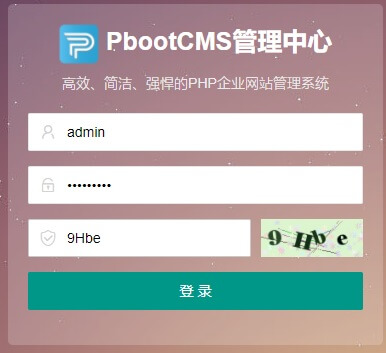 PbootCMS管理中心
高效、简洁、强悍的PHP企业网站管理系统
admin
•••••••••
9Hbe
9 Hb e
登 录